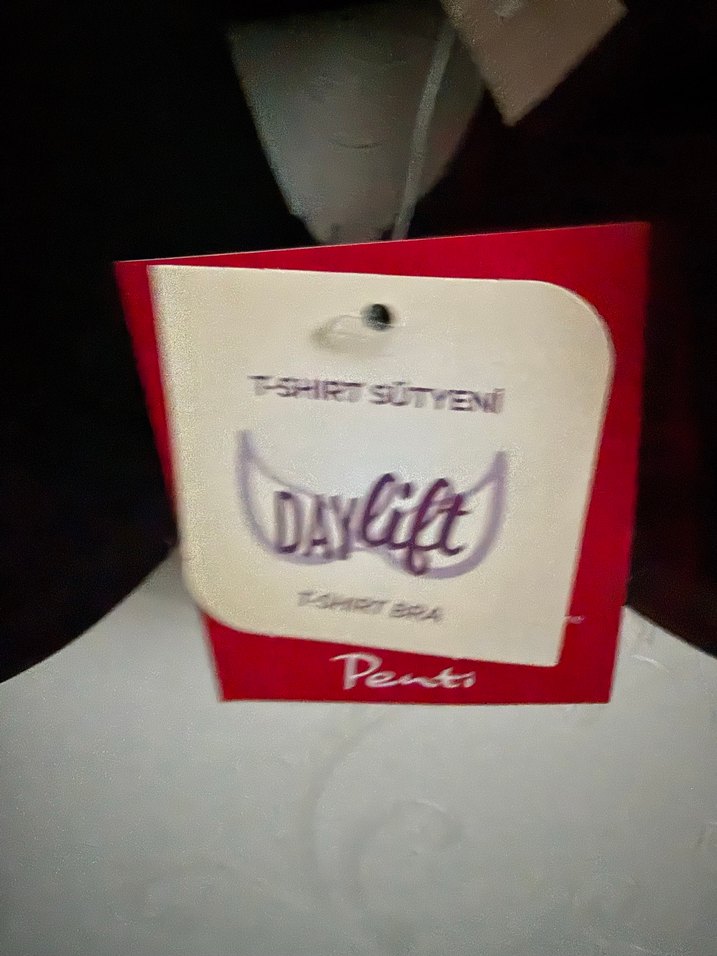 T-SHIRT SÜTYENİ
DAYlift
T-SHIRT BRA
Penti